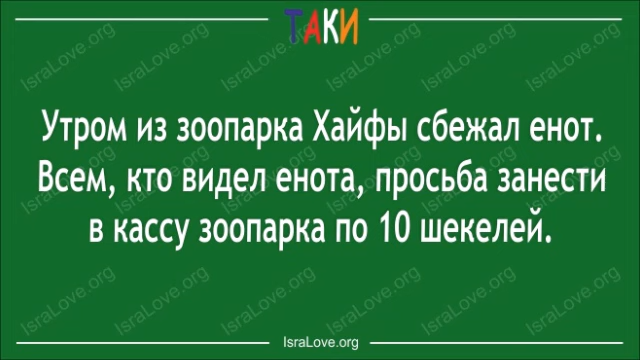 ТАКИ
Утром из зоопарка Хайфы сбежал енот.
Всем, кто видел енота, просьба занести
в кассу зоопарка по 10 шекелей.
IsraLove.org